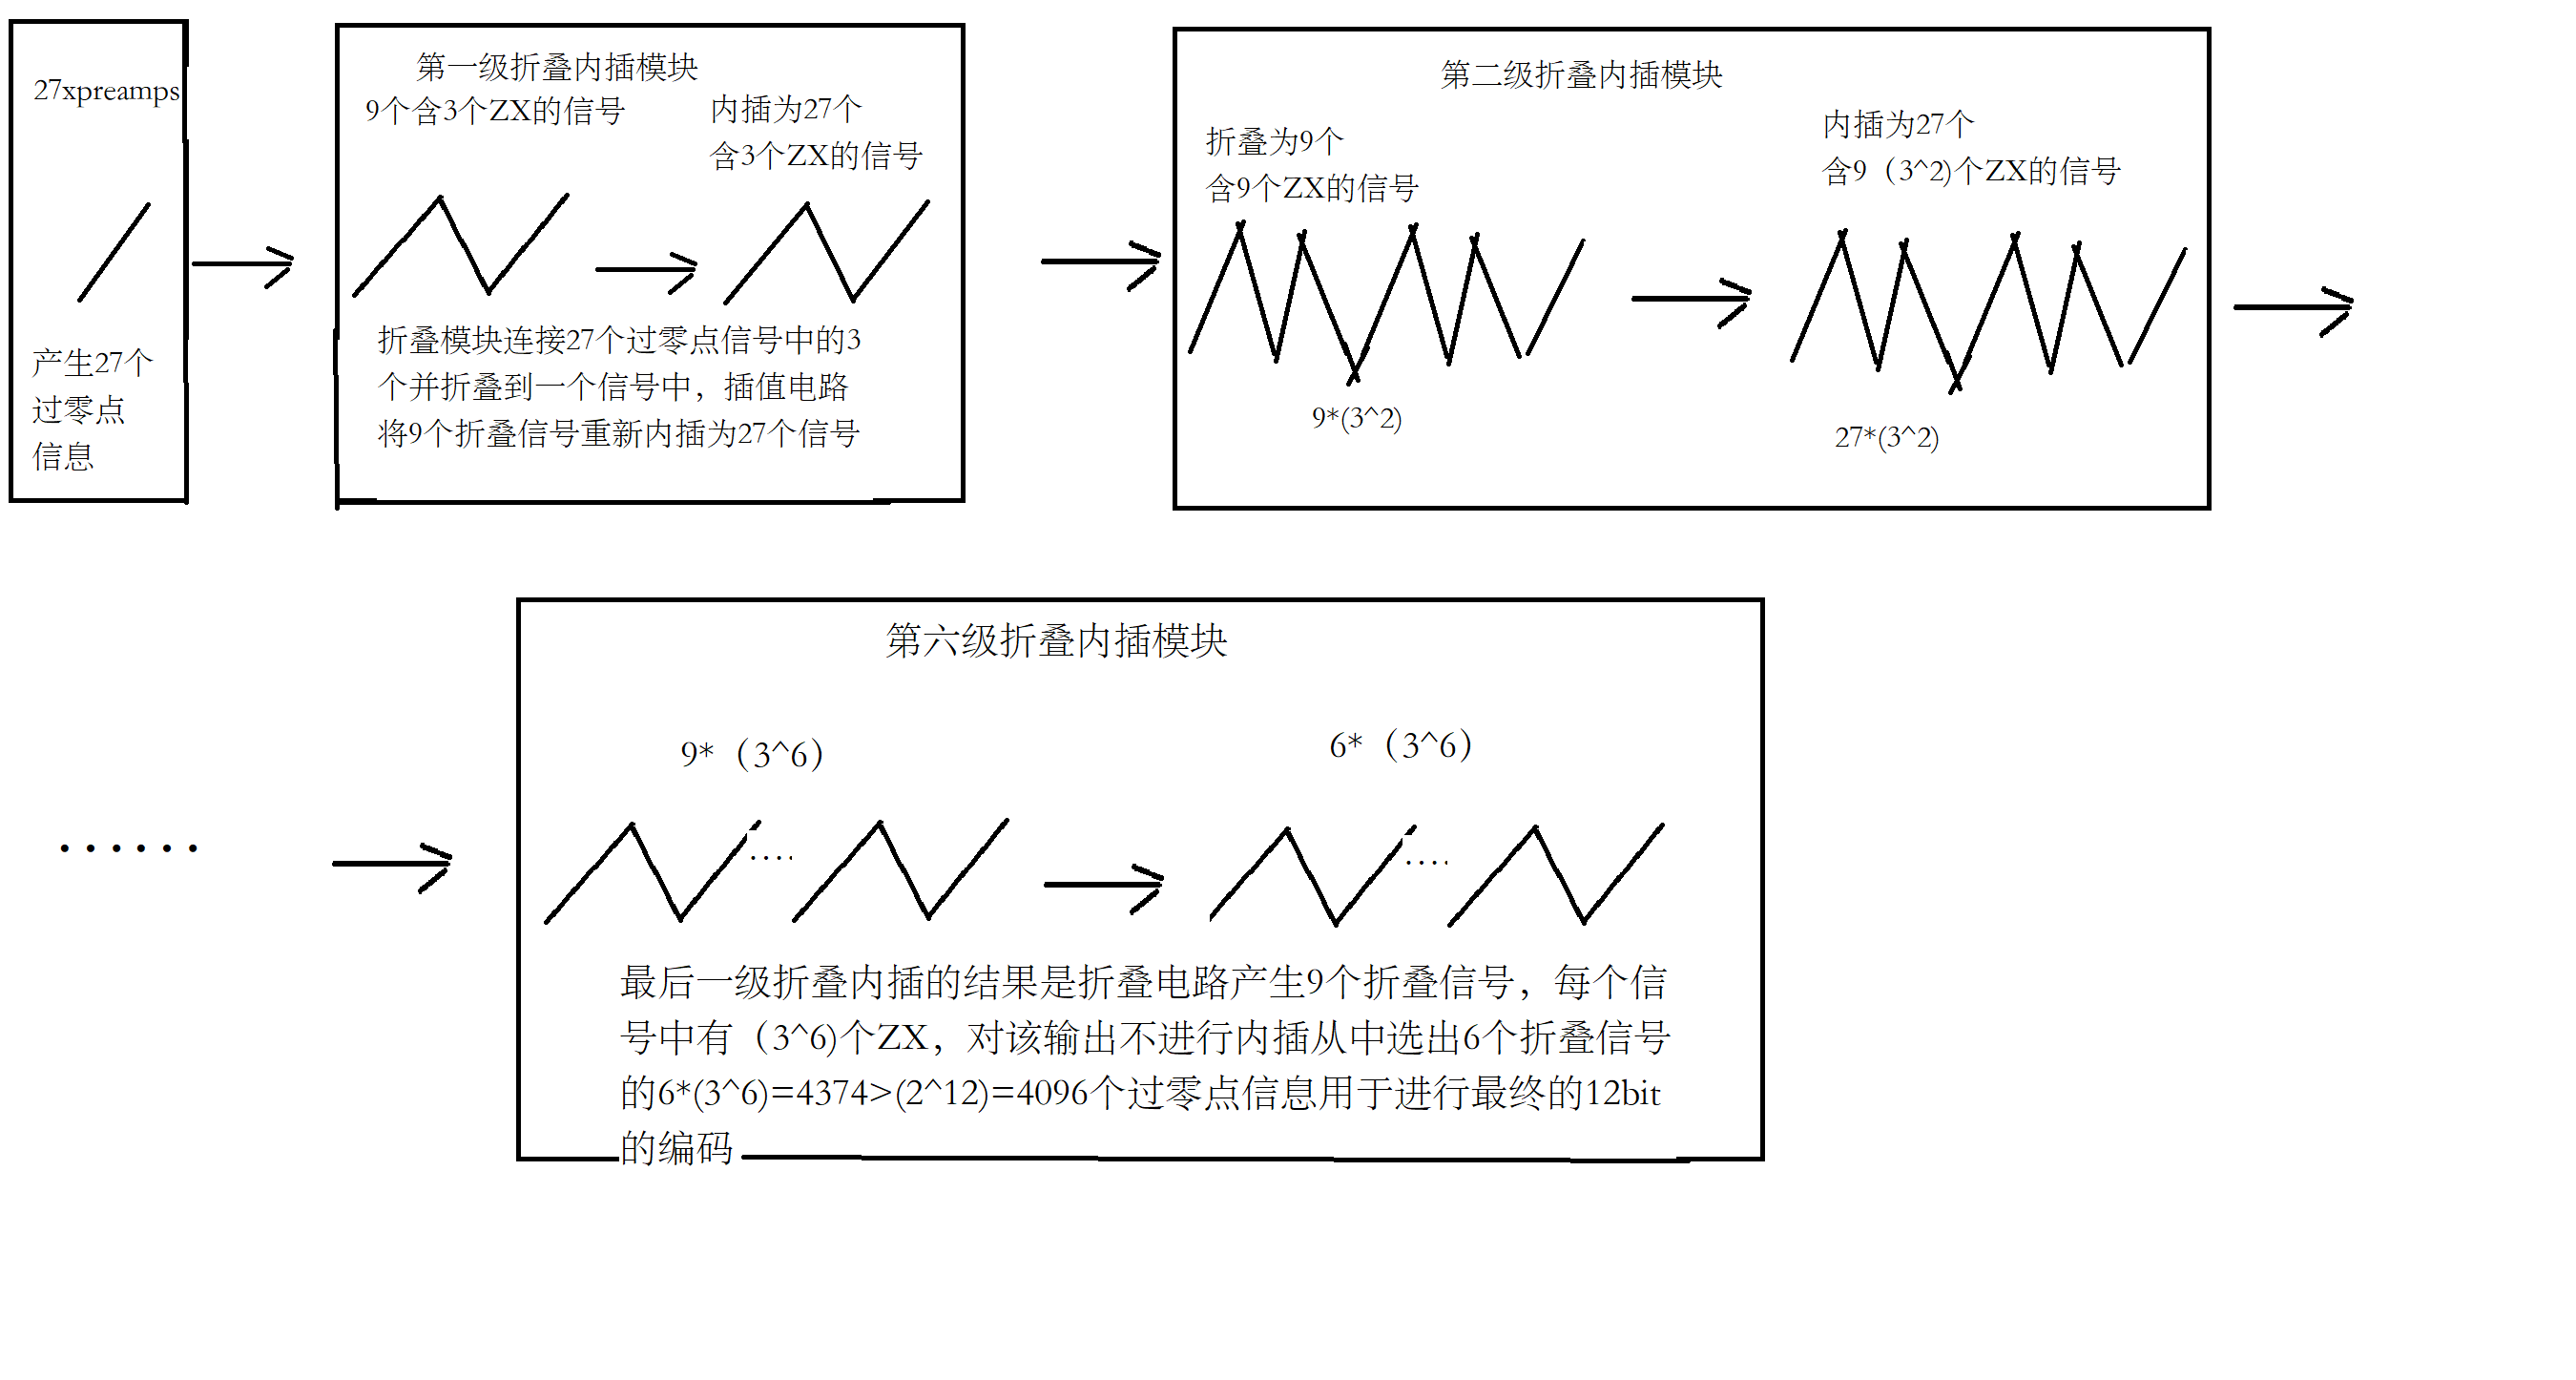 27xpreamps
产生27个
过零点
信息
第一级折叠内插模块
9个含3个ZX的信号
内插为27个
含3个ZX的信号
折叠模块连接27个过零点信号中的3
个并折叠到一个信号中，插值电路
将9个折叠信号重新内插为27个信号
第二级折叠内插模块
折叠为9个
含9个ZX的信号
9*(3^2)
内插为27个
含9（3^2)个ZX的信号
27*(3^2)
······
第六级折叠内插模块
9*（3^6）
6*（3^6）
....
....
最后一级折叠内插的结果是折叠电路产生9个折叠信号，每个信
号中有（3^6)个ZX，对该输出不进行内插从中选出6个折叠信号
的6*(3^6)=4374>(2^12)=4096个过零点信息用于进行最终的12bit
的编码